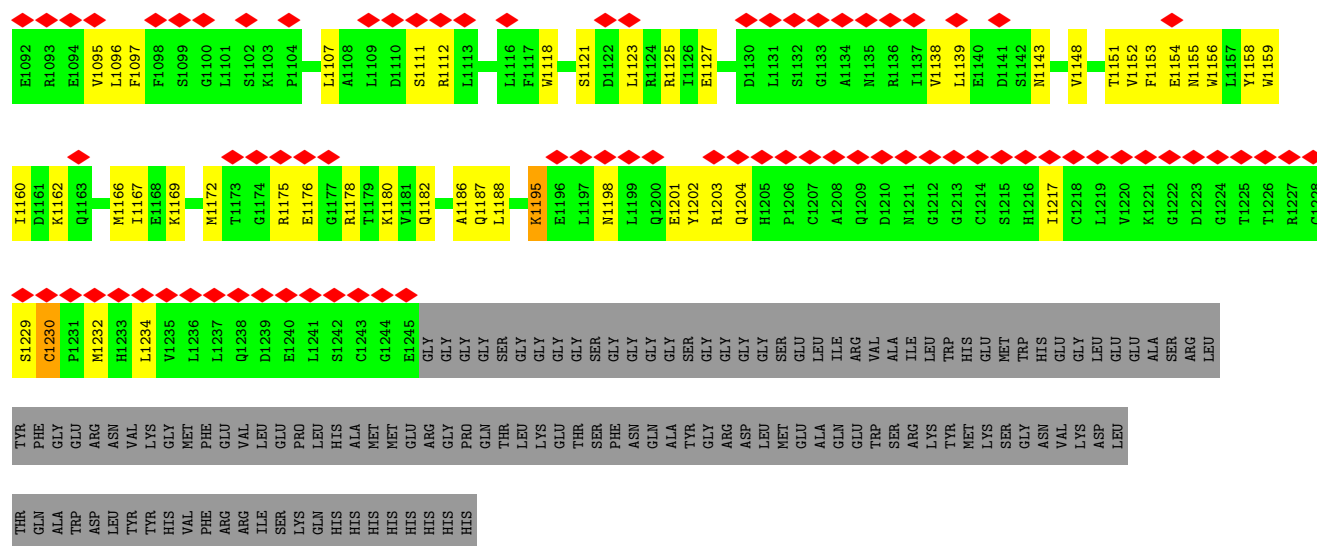 E1092 R1093 E1094 V1095 L1096 F1097 F1098 S1099 G1100 L1101 S1102 K1103 P1104 L1107 A1108 L1109 D1110 S1111 R1112 L1113 L1116 F1117 W1118 S1121 D1122 L1123 R1124 R1125 I1126 E1127 D1130 L1131 S1132 G1133 A1134 N1135 R1136 I1137 V1138 L1139 E1140 D1141 S1142 N1143 V1148 T1151 V1152 F1153 E1154 N1155 W1156 L1157 Y1158 W1159
I1160 D1161 K1162 Q1163 M1166 I1167 E1168 K1169 M1172 T1173 G1174 R1175 E1176 G1177 R1178 T1179 K1180 V1181 Q1182 A1186 Q1187 L1188 K1195 E1196 L1197 N1198 L1199 Q1200 E1201 Y1202 R1203 Q1204 H1205 P1206 C1207 A1208 Q1209 D1210 N1211 G1212 G1213 C1214 S1215 H1216 I1217 C1218 L1219 V1220 K1221 G1222 D1223 G1224 T1225 T1226 R1227
S1229 C1230 P1231 M1232 H1233 L1234 V1235 L1236 L1237 Q1238 D1239 E1240 L1241 S1242 C1243 G1244 E1245 GLY GLY GLY GLY SER GLY GLY GLY GLY SER GLY GLY GLY GLY SER GLY GLY GLY GLY SER GLU LEU ILE ARG VAL ALA ILE LEU TRP HIS GLU MET TRP HIS GLU GLY LEU GLU GLU ALA SER ARG LEU
TYR PHE GLY GLU ARG ASN VAL LYS GLY MET PHE GLU VAL LEU GLU PRO LEU HIS ALA MET MET GLU ARG GLY PRO GLN THR LEU LYS GLU THR SER PHE ASN GLN ALA TYR GLY ARG ASP LEU MET GLU ALA GLN GLU TRP SER ARG LYS TYR MET LYS SER GLY ASN VAL LYS ASP LEU
THR GLN ALA TRP ASP LEU TYR TYR HIS VAL PHE ARG ARG ILE SER LYS GLN HIS HIS HIS HIS HIS HIS HIS HIS